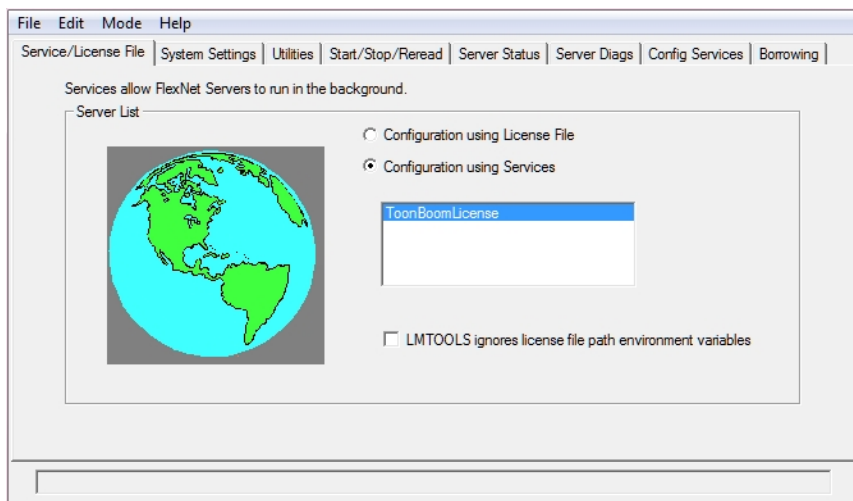 File Edit Mode Help
Service/License File System Settings Utilities Start/Stop/Reread Server Status Server Diags Config Services Borrowing
Services allow FlexNet Servers to run in the background.
Server List
Configuration using License File
Configuration using Services
ToonBoomLicense
LMTOOLS ignores license file path environment variables